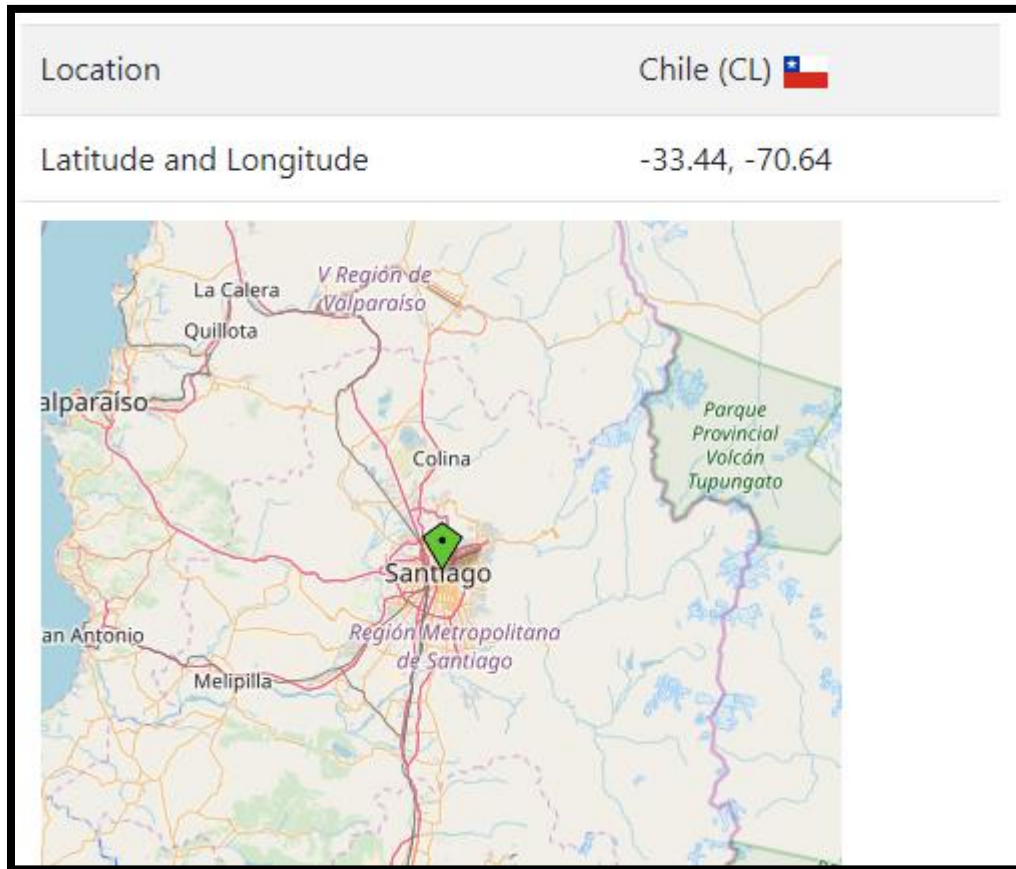 Location Chile (CL)
Latitude and Longitude -33.44, -70.64
V Región de
Valparaíso
La Calera
Quillota
alparaíso
Parque
Provincial
Volcán
Tupungato
Colina
Santiago
an Antonio
Región Metropolitana
de Santiago
Melipilla